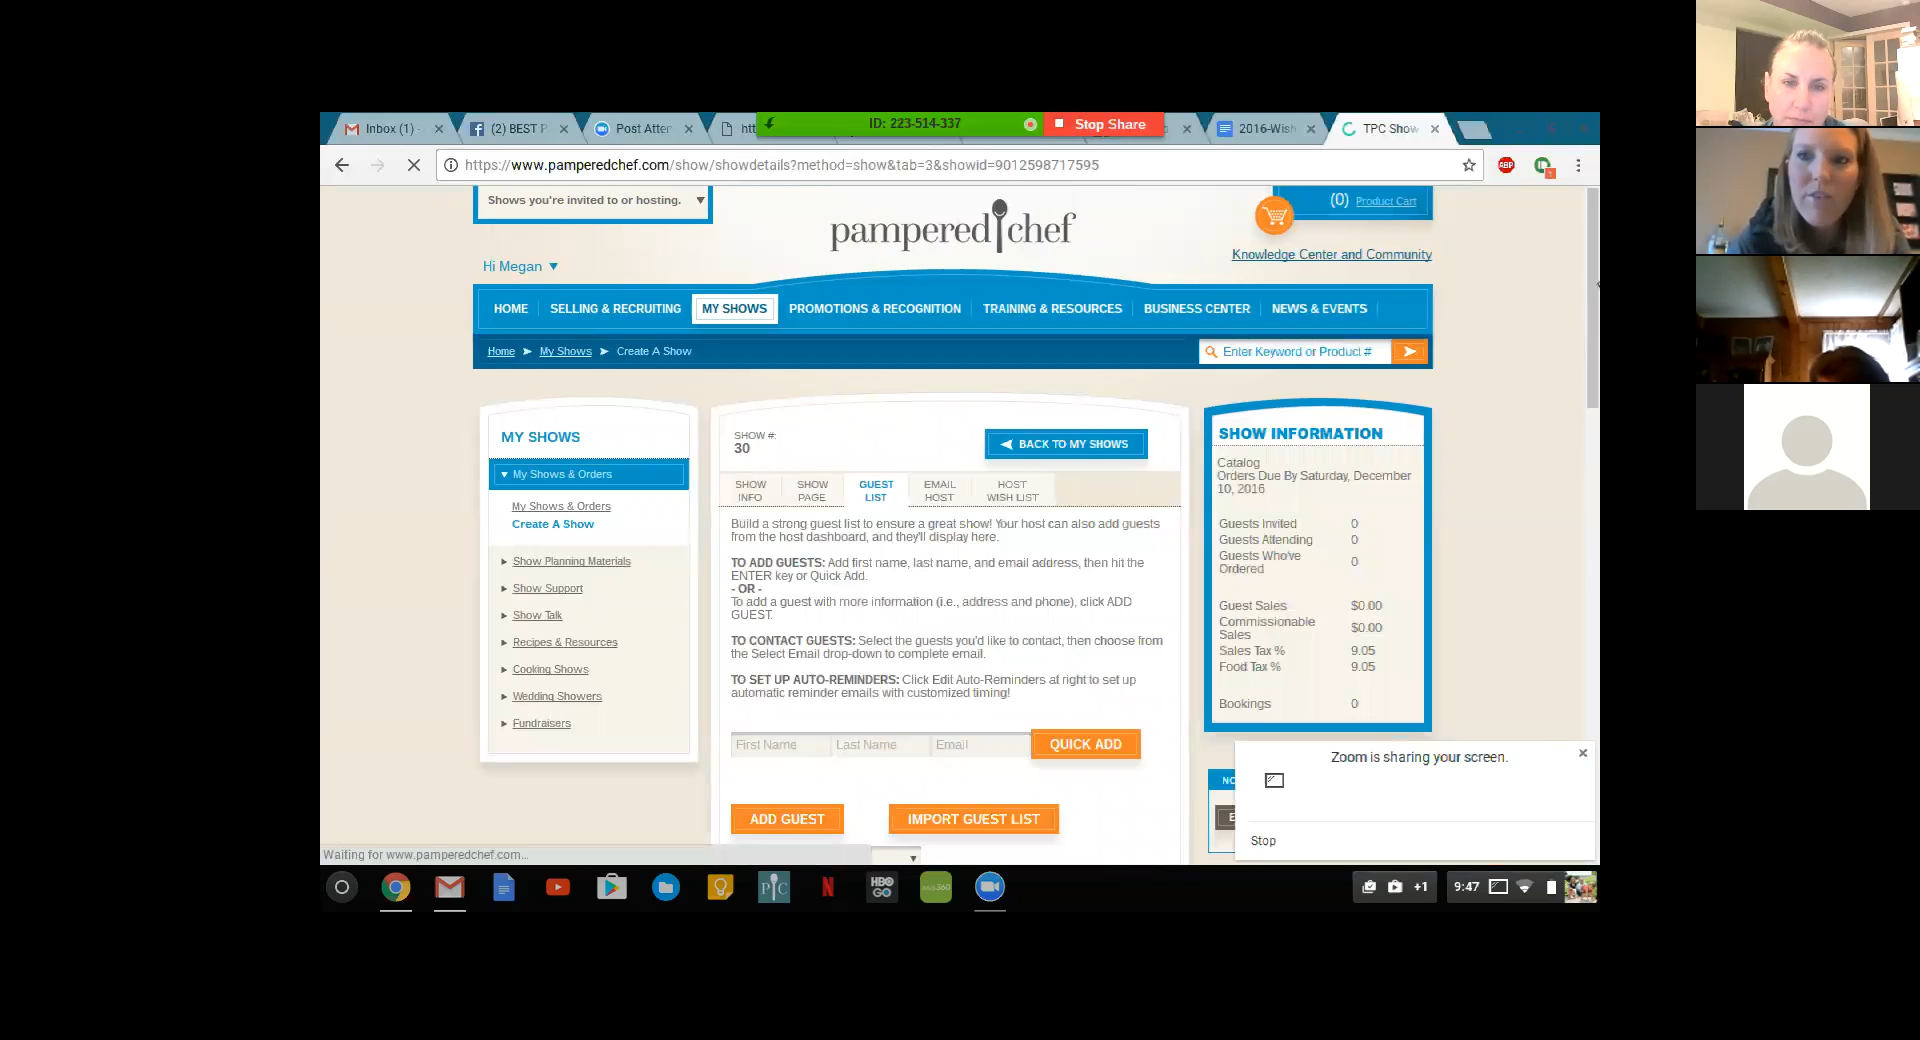 Inbox (1)
(2) BEST P
Post Atter
ID: 223-514-337
Stop Share
2016-Wish
TPC Show
https://www.pamperedchef.com/show/showdetails?method=show&tab=3&showid=9012598717595
ABP
Shows you're invited to or hosting.
pampered chef
(0) Product Cart
Knowledge Center and Community
Hi Megan
HOME SELLING & RECRUITING MY SHOWS PROMOTIONS & RECOGNITION TRAINING & RESOURCES BUSINESS CENTER NEWS & EVENTS
Home My Shows Create A Show
Enter Keyword or Product #
MY SHOWS
My Shows & Orders
My Shows & Orders
Create A Show
Show Planning Materials
Show Support
Show Talk
Recipes & Resources
Cooking Shows
Wedding Showers
Fundraisers
SHOW #:
30
BACK TO MY SHOWS
SHOW INFO
SHOW PAGE
GUEST LIST
EMAIL HOST
HOST WISH LIST
Build a strong guest list to ensure a great show! Your host can also add guests
from the host dashboard, and they'll display here.
TO ADD GUESTS: Add first name, last name, and email address, then hit the
ENTER key or Quick Add.
- OR -
To add a guest with more information (i.e., address and phone), click ADD
GUEST.
TO CONTACT GUESTS: Select the guests you'd like to contact, then choose from
the Select Email drop-down to complete email.
TO SET UP AUTO-REMINDERS: Click Edit Auto-Reminders at right to set up
automatic reminder emails with customized timing!
First Name Last Name Email QUICK ADD
ADD GUEST IMPORT GUEST LIST
SHOW INFORMATION
Catalog
Orders Due By Saturday, December
10, 2016
Guests Invited 0
Guests Attending 0
Guests Whove
Ordered 0
Guest Sales $0.00
Commissionable
Sales $0.00
Sales Tax % 9.05
Food Tax % 9.05
Bookings 0
Zoom is sharing your screen.
Stop
Waiting for www.pamperedchef.com...
P C
N
HBO
GO
+1
9:47